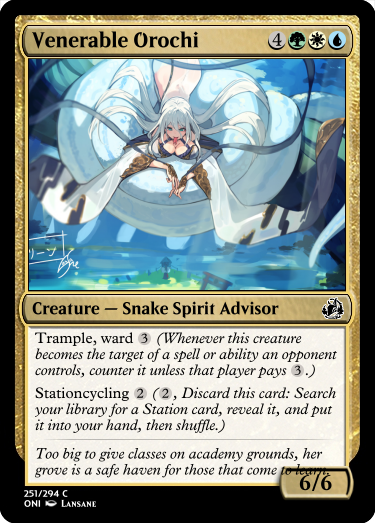 Venerable Orochi 4
Creature — Snake Spirit Advisor
Trample, ward 3 (Whenever this creature
becomes the target of a spell or ability an opponent
controls, counter it unless that player pays 3.)
Stationcycling 2 (2, Discard this card: Search
your library for a Station card, reveal it, and put
it into your hand, then shuffle.)
Too big to give classes on academy grounds, her
grove is a safe haven for those that come to learn.
6/6
251/294 C
ONI LANSANE